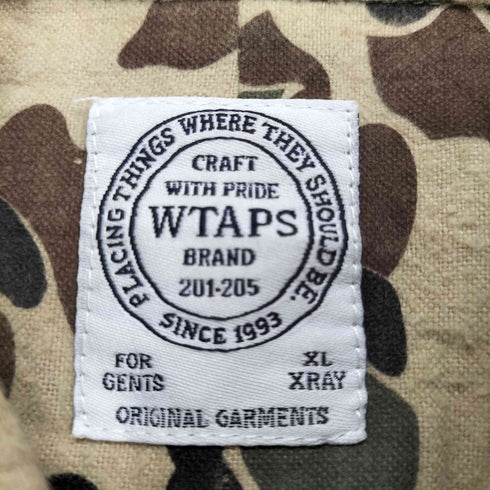 PLACING THINGS WHERE THEY SHOULD BE.
CRAFT
WITH PRIDE
WTAPS
BRAND
201-205
SINCE 1993
FOR GENTS
XL XRAY
ORIGINAL GARMENTS